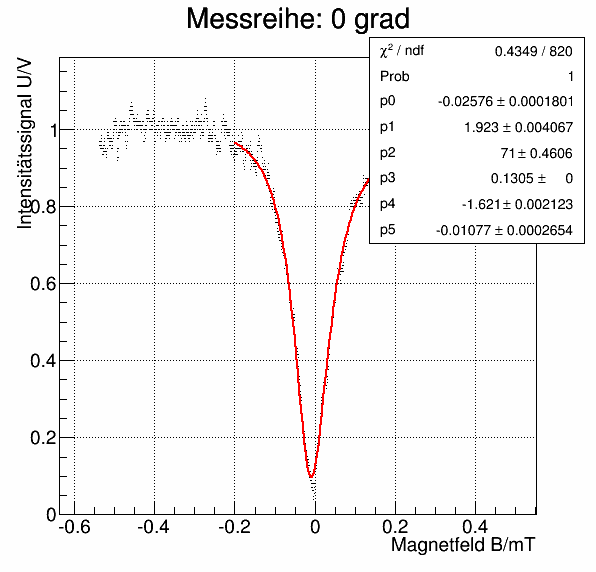 Messreihe: 0 grad
χ² / ndf 0.4349 / 820
Prob 1
p0 -0.02576 ± 0.0001801
p1 1.923 ± 0.004067
p2 71 ± 0.4606
p3 0.1305 ± 0
p4 -1.621 ± 0.002123
p5 -0.01077 ± 0.0002654
Intensitätssignal U/V
1
0.8
0.6
0.4
0.2
0
-0.6 -0.4 -0.2 0 0.2 0.4
Magnetfeld B/mT